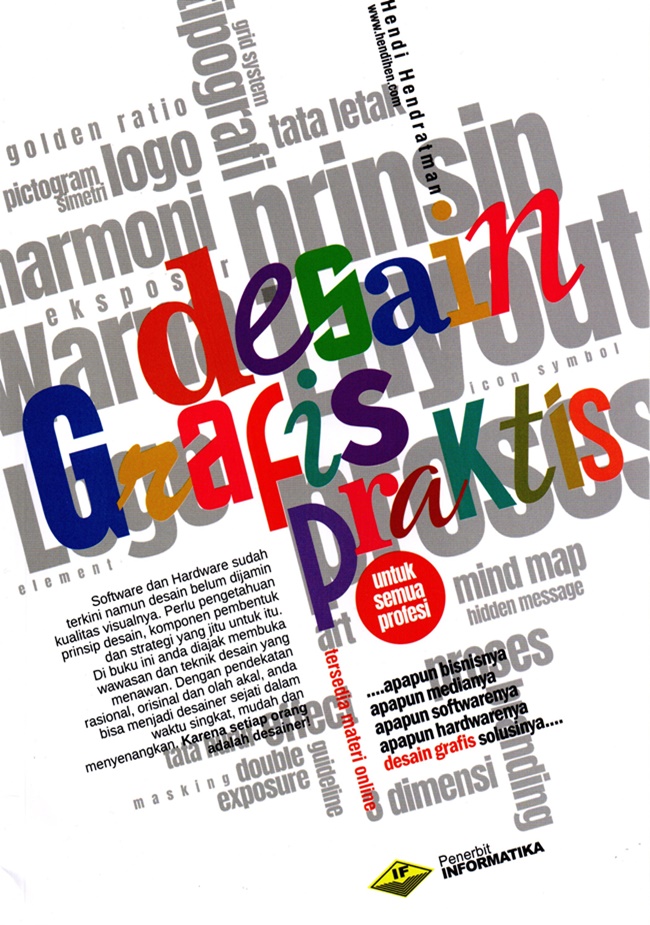 Hendi Hendratman
www.hendihen.com
tipografi
grid system
golden ratio
tata letak
pictogram
simetri
logo
prinsip
harmoni
eksposur
warna
layout
desain
Grafis
praktis
icon symbol
Logo
proses
element
untuk
semua
profesi
mind map
hidden message
art
Software dan Hardware sudah
terkini namun desain belum dijamin
kualitas visualnya. Perlu pengetahuan
prinsip desain, komponen pembentuk
dan strategi yang jitu untuk itu.
Di buku ini anda diajak membuka
wawasan dan teknik desain yang
menawan. Dengan pendekatan
rasional, orisinal dan olah akal, anda
bisa menjadi desainer sejati dalam
waktu singkat, mudah dan
menyenangkan. Karena setiap orang
adalah desainer!
tersedia materi online
proses
....apapun bisnisnya
apapun medianya
apapun softwarenya
apapun hardwarenya
desain grafis solusinya....
effect
masking
double
exposure
guideline
3 dimensi
branding
IF
Penerbit
INFORMATIKA